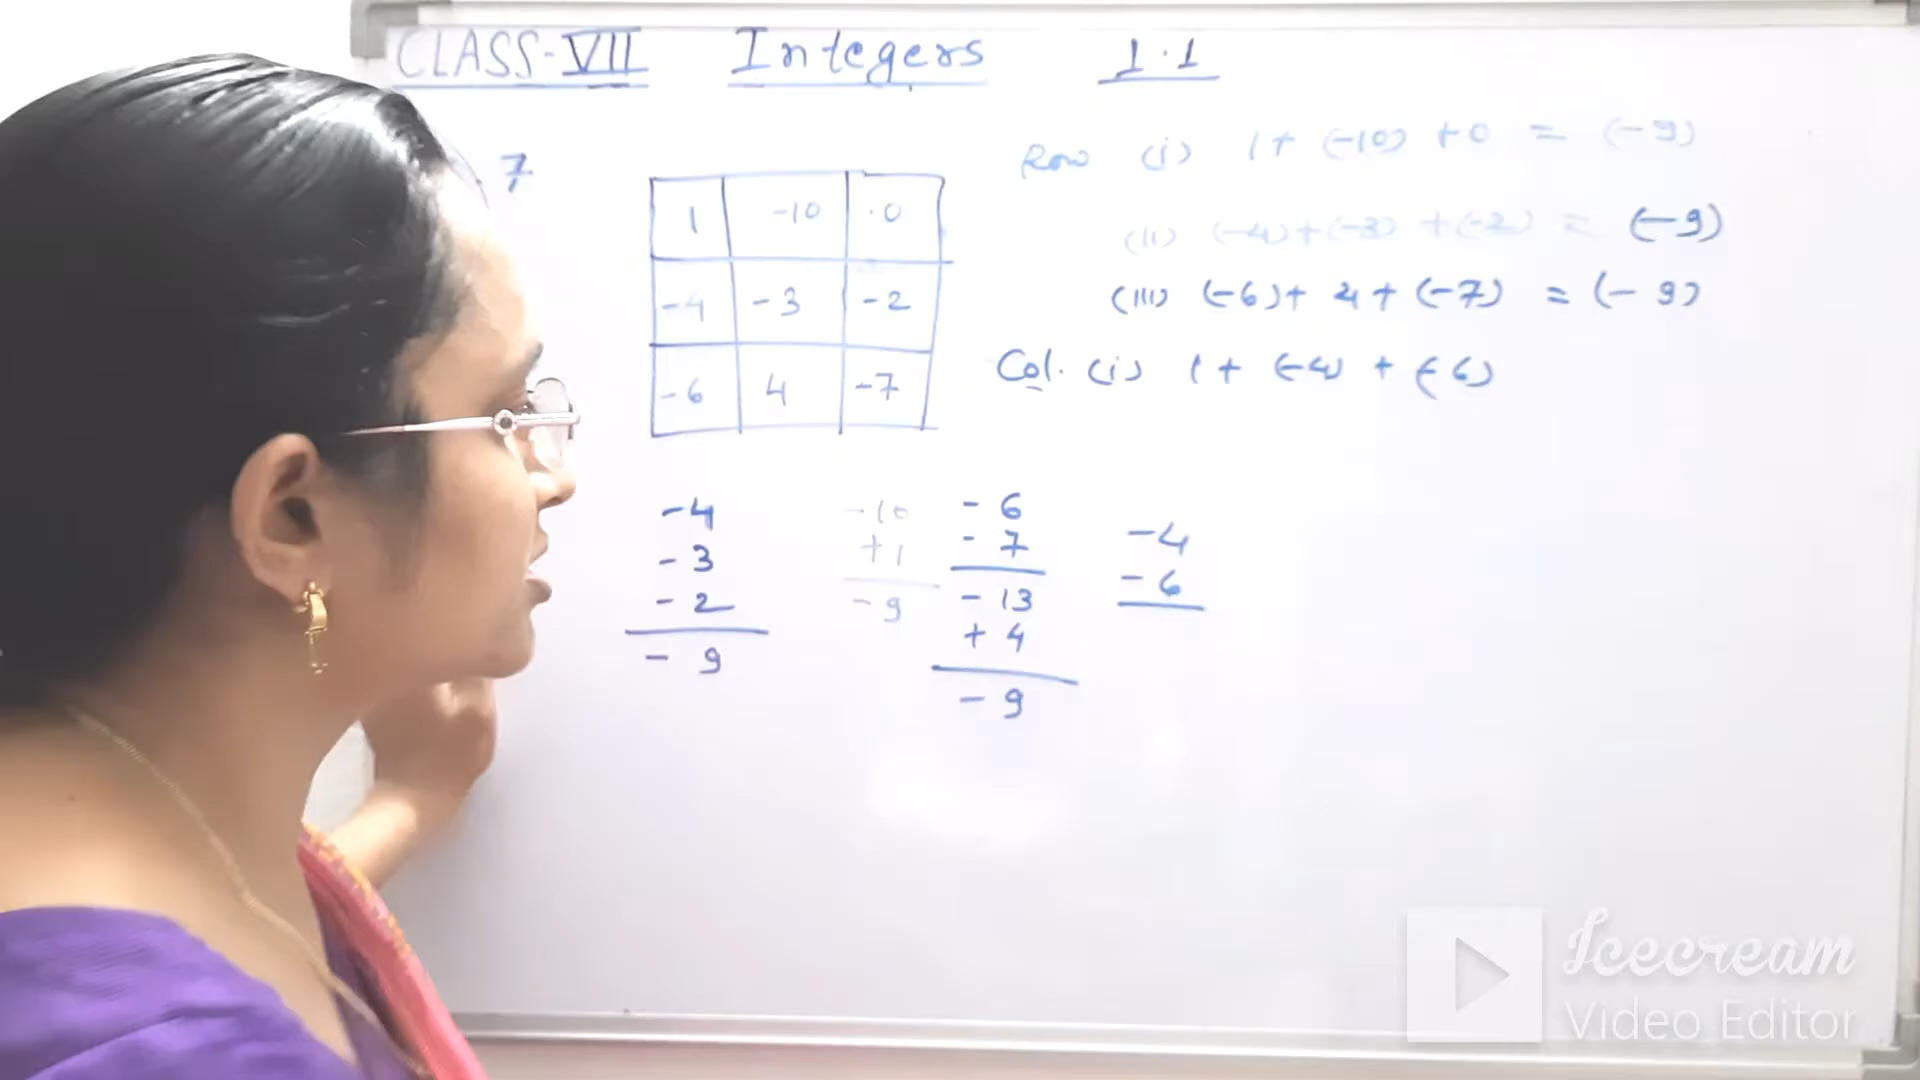 CLASS-VII Integers 1.1
7
1 -10 .0
-4 -3 -2
-6 4 -7
Row (i) 1+ (-10) +0 = (-9)
(ii) (-4)+(-3) +(-2) = (-9)
(iii) (-6)+ 4 + (-7) = (-9)
Col. (i) 1 + (-4) + (-6)
-4
-3
-2
-9
-10
+1
-9
-6
-7
-13
+4
-9
-4
-6
Icecream
Video Editor